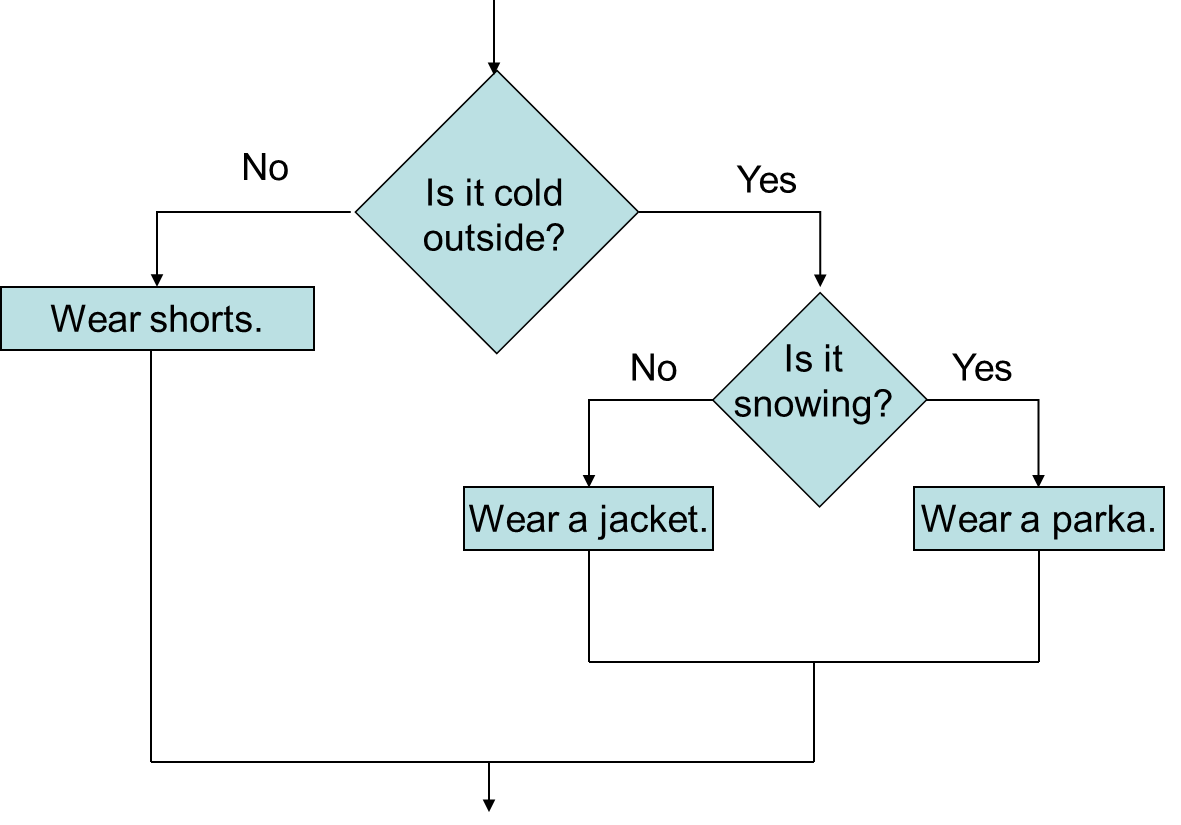 No
Is it cold
outside?
Yes
Wear shorts.
No
Is it
snowing?
Yes
Wear a jacket.
Wear a parka.